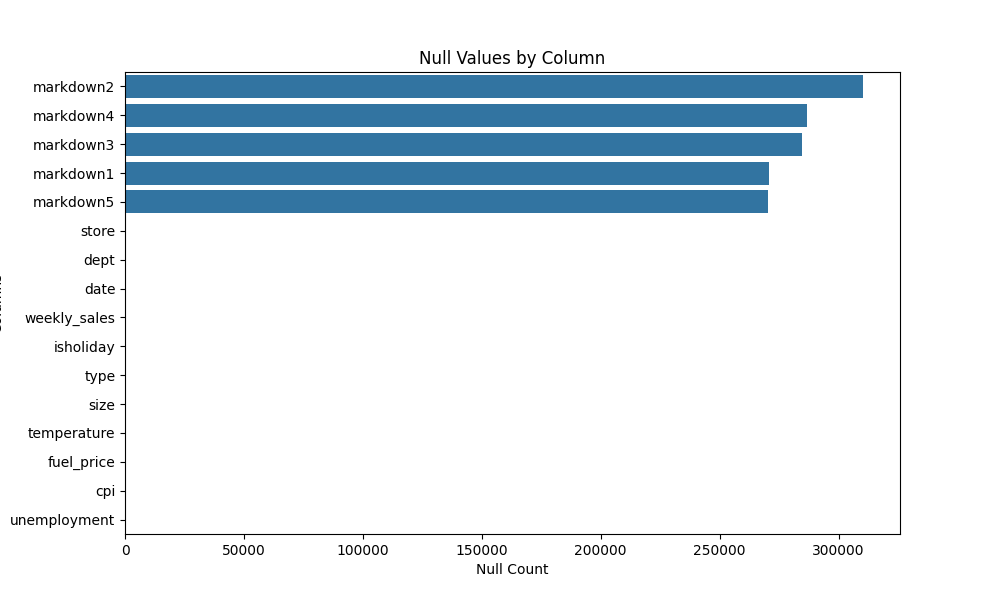 Null Values by Column
markdown2
markdown4
markdown3
markdown1
markdown5
store
dept
date
weekly_sales
isholiday
type
size
temperature
fuel_price
cpi
unemployment
0 50000 100000 150000 200000 250000 300000
Null Count